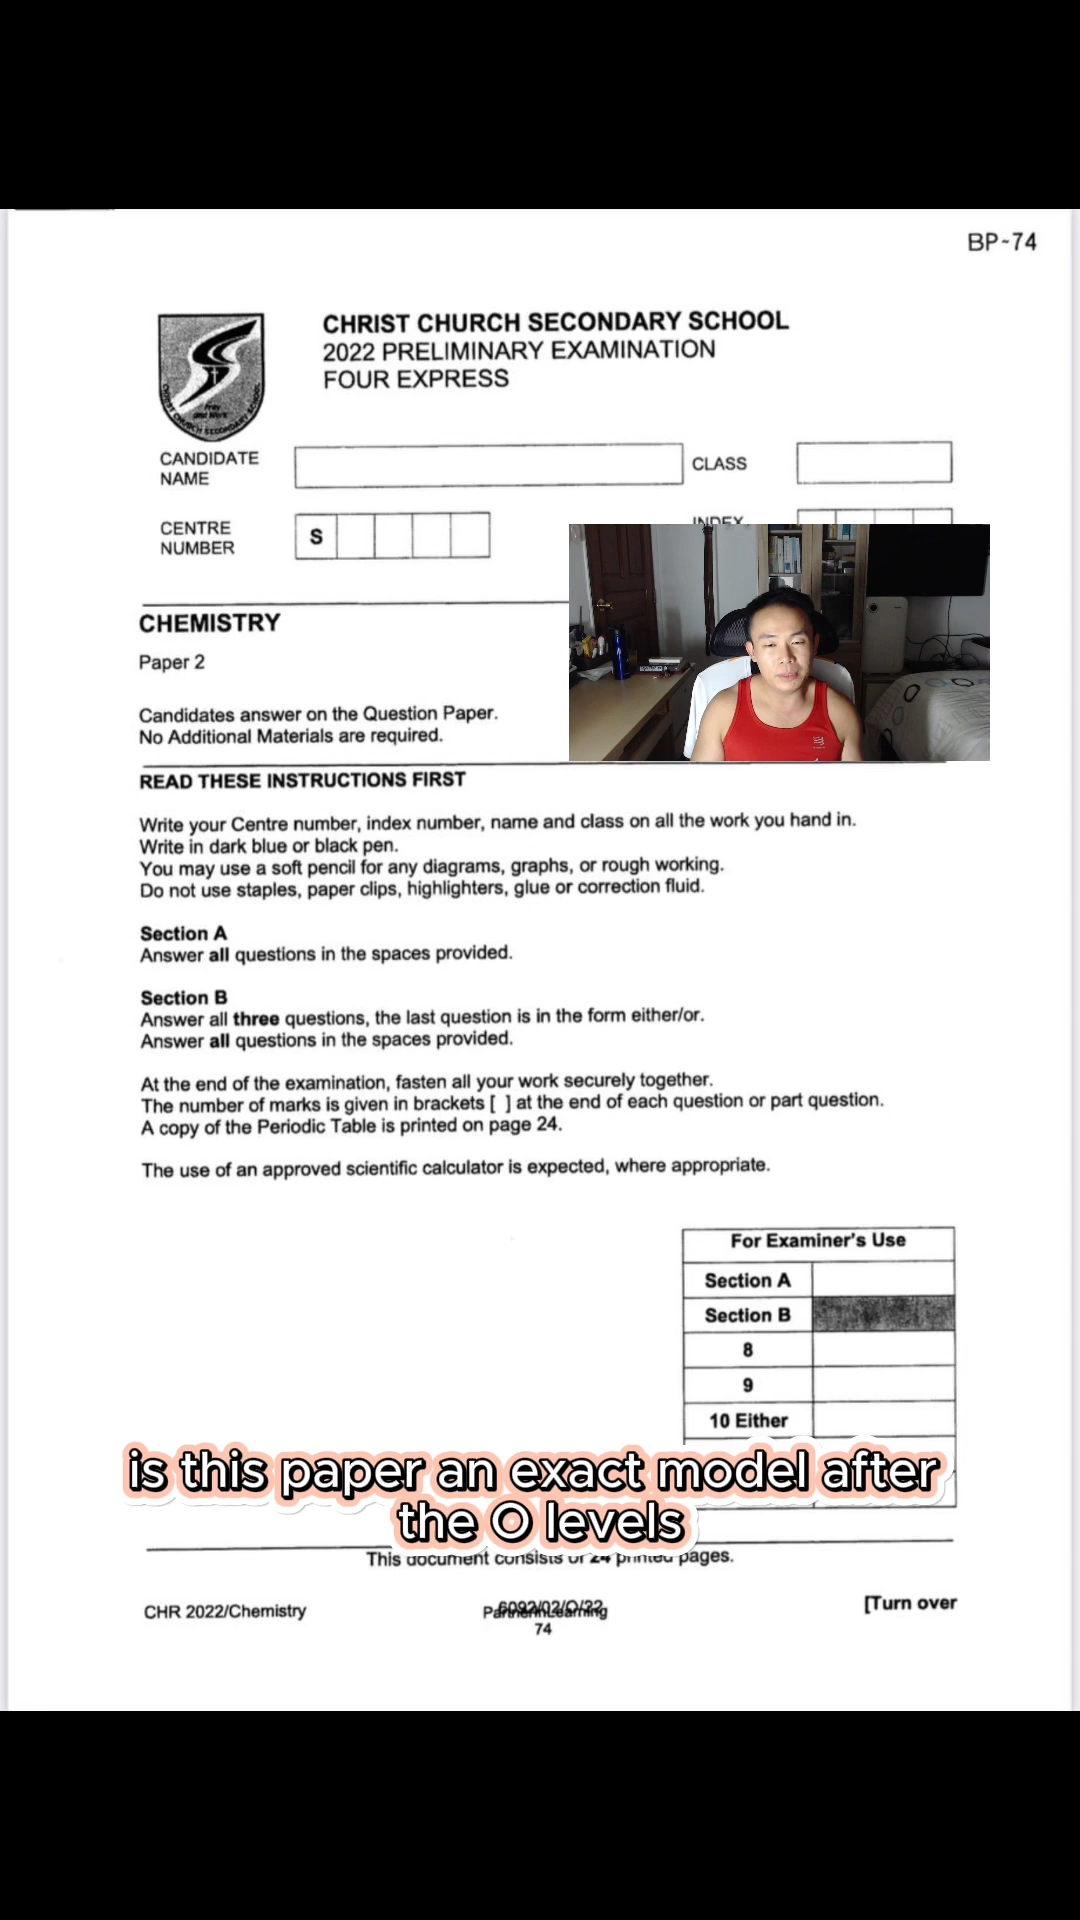 BP-74
CHRIST CHURCH SECONDARY SCHOOL
2022 PRELIMINARY EXAMINATION
FOUR EXPRESS
CANDIDATE
NAME
CLASS
CENTRE
NUMBER
S
INDEX
CHEMISTRY
Paper 2
Candidates answer on the Question Paper.
No Additional Materials are required.
READ THESE INSTRUCTIONS FIRST
Write your Centre number, index number, name and class on all the work you hand in.
Write in dark blue or black pen.
You may use a soft pencil for any diagrams, graphs, or rough working.
Do not use staples, paper clips, highlighters, glue or correction fluid.
Section A
Answer all questions in the spaces provided.
Section B
Answer all three questions, the last question is in the form either/or.
Answer all questions in the spaces provided.
At the end of the examination, fasten all your work securely together.
The number of marks is given in brackets [ ] at the end of each question or part question.
A copy of the Periodic Table is printed on page 24.
The use of an approved scientific calculator is expected, where appropriate.
For Examiner's Use
Section A
Section B
8
9
10 Either
is this paper an exact model after
the O levels
This document consists of 24 printed pages.
CHR 2022/Chemistry
[Turn over
74